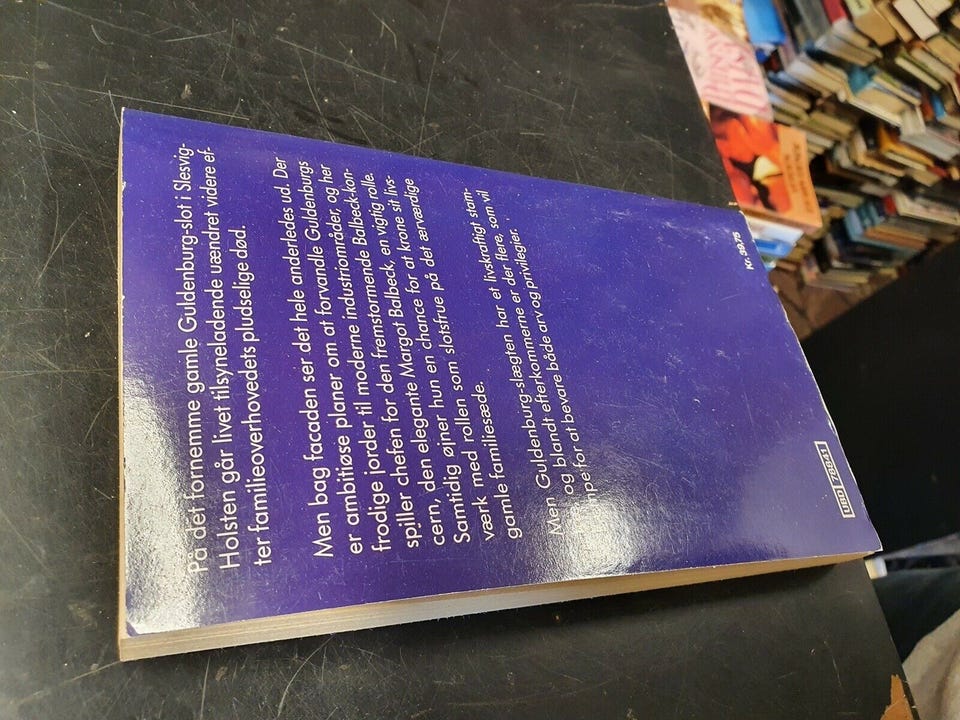 På det fornemme gamle Guldenburg-slot i Slesvig-
Holsten går livet tilsyneladende uændret videre ef-
ter familieoverhovedets pludselige død.
Men bag facaden ser det hele anderledes ud. Der
er ambitiøse planer om at forvandle Guldenburgs
frodige jorder til moderne industriområder, og her
spiller chefen for den fremstormende Balbeck-kon-
cern, den elegante Margot Balbeck, en vigtig rolle.
Samtidig øjner hun en chance for at krone sit livs-
værk med rollen som slotsfrue på det ærværdige
gamle familiesæde.
Men Guldenburg-slægten har et livskraftigt stam-
og blandt efterkommerne er der flere, som vil
for at bevare både arv og privilegier.
Kr. 39.75
UBID 78941